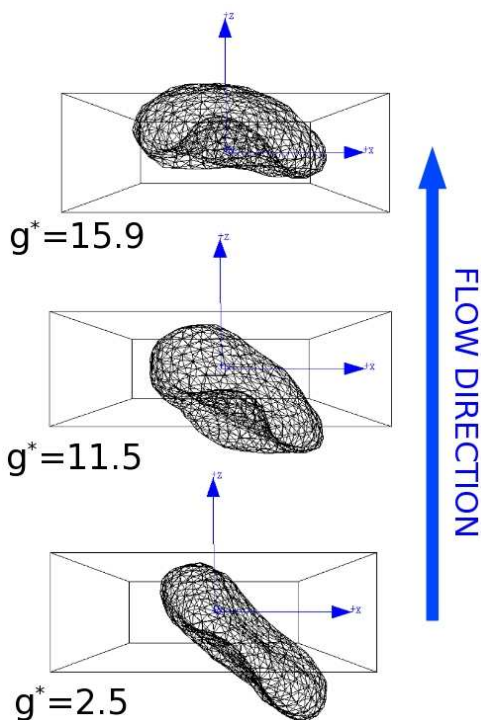 +z
+x
g*=15.9
+z
+x
g*=11.5
+z
+x
g*=2.5
FLOW DIRECTION